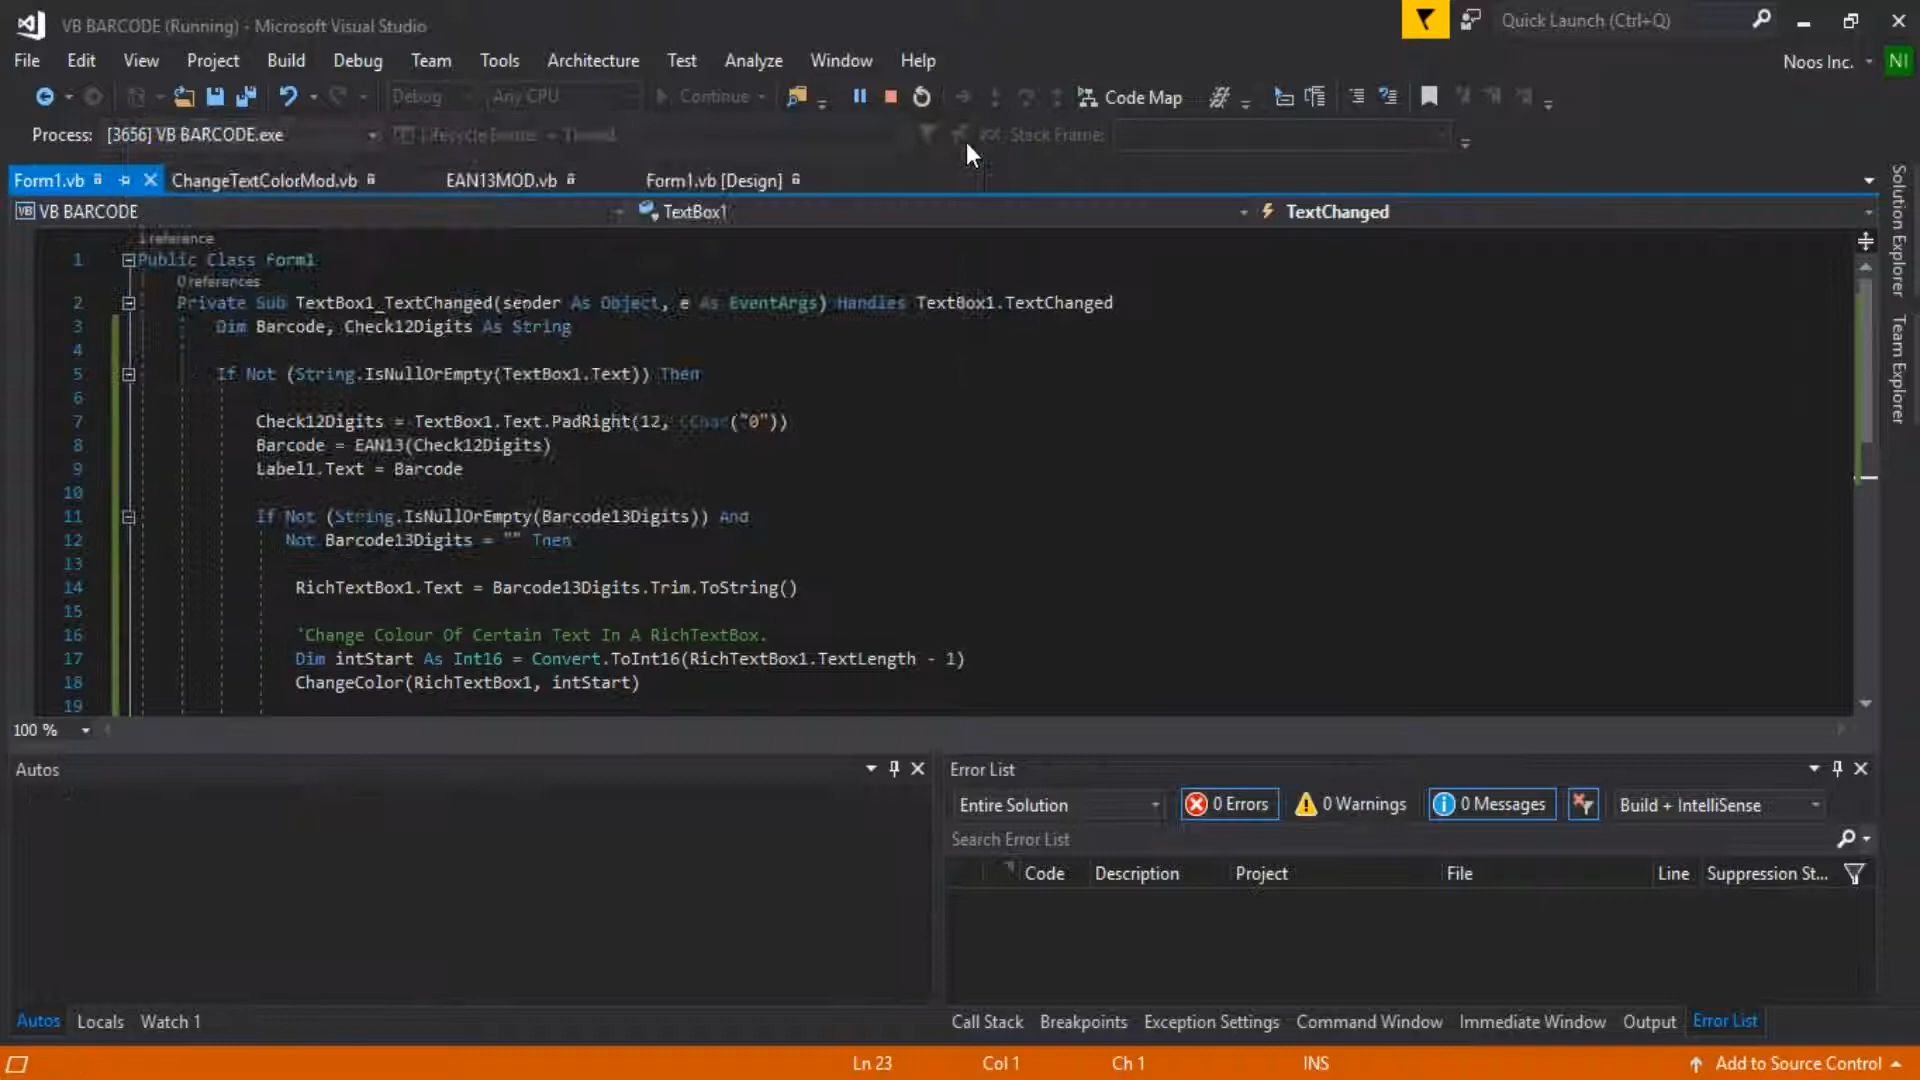 VB BARCODE (Running) - Microsoft Visual Studio
Quick Launch (Ctrl+Q)
File Edit View Project Build Debug Team Tools Architecture Test Analyze Window Help
Noos Inc. NI
Debug Any CPU Continue Code Map
Process: [3656] VB BARCODE.exe Lifecycle Events Thread: Stack Frame:
Form1.vb ChangeTextColorMod.vb EAN13MOD.vb Form1.vb [Design]
VB VB BARCODE TextBox1 TextChanged
1 reference
1 Public Class Form1
0 references
2 Private Sub TextBox1_TextChanged(sender As Object, e As EventArgs) Handles TextBox1.TextChanged
3 Dim Barcode, Check12Digits As String
4
5 If Not (String.IsNullOrEmpty(TextBox1.Text)) Then
6
7 Check12Digits = TextBox1.Text.PadRight(12, CChar("0"))
8 Barcode = EAN13(Check12Digits)
9 Label1.Text = Barcode
10
11 If Not (String.IsNullOrEmpty(Barcode13Digits)) And
12 Not Barcode13Digits = "" Then
13
14 RichTextBox1.Text = Barcode13Digits.Trim.ToString()
15
16 'Change Colour Of Certain Text In A RichTextBox.
17 Dim intStart As Int16 = Convert.ToInt16(RichTextBox1.TextLength - 1)
18 ChangeColor(RichTextBox1, intStart)
19
100 %
Solution Explorer
Team Explorer
Autos
Error List
Entire Solution 0 Errors 0 Warnings 0 Messages Build + IntelliSense
Search Error List
Code Description Project File Line Suppression St...
Autos Locals Watch 1
Call Stack Breakpoints Exception Settings Command Window Immediate Window Output Error List
Ln 23 Col 1 Ch 1 INS Add to Source Control